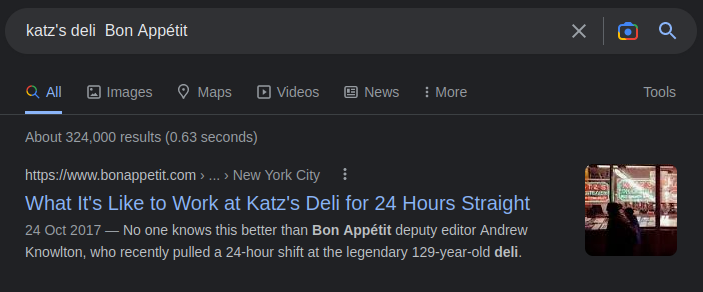 katz's deli  Bon Appétit
All Images Maps Videos News More Tools
About 324,000 results (0.63 seconds)
https://www.bonappetit.com › ... › New York City
What It's Like to Work at Katz's Deli for 24 Hours Straight
24 Oct 2017 — No one knows this better than Bon Appétit deputy editor Andrew
Knowlton, who recently pulled a 24-hour shift at the legendary 129-year-old deli.